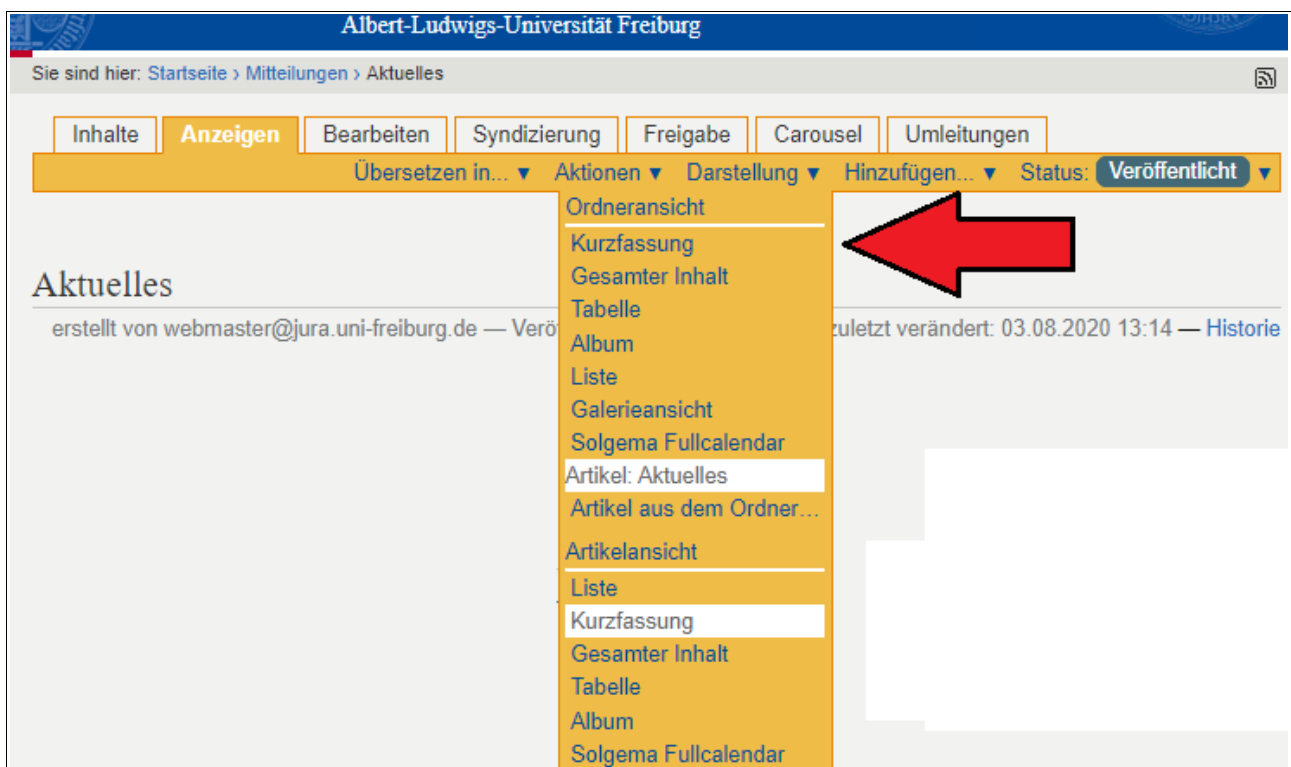 Albert-Ludwigs-Universität Freiburg
Sie sind hier: Startseite › Mitteilungen › Aktuelles
Inhalte Anzeigen Bearbeiten Syndizierung Freigabe Carousel Umleitungen
Übersetzen in... ▼ Aktionen ▼ Darstellung ▼ Hinzufügen... ▼ Status: Veröffentlicht ▼
Ordneransicht
Kurzfassung
Gesamter Inhalt
Tabelle
Album
Liste
Galerieansicht
Solgema Fullcalendar
Artikel: Aktuelles
Artikel aus dem Ordner...
Artikelansicht
Liste
Kurzfassung
Gesamter Inhalt
Tabelle
Album
Solgema Fullcalendar
Aktuelles
erstellt von webmaster@jura.uni-freiburg.de — zuletzt verändert: 03.08.2020 13:14 — Historie